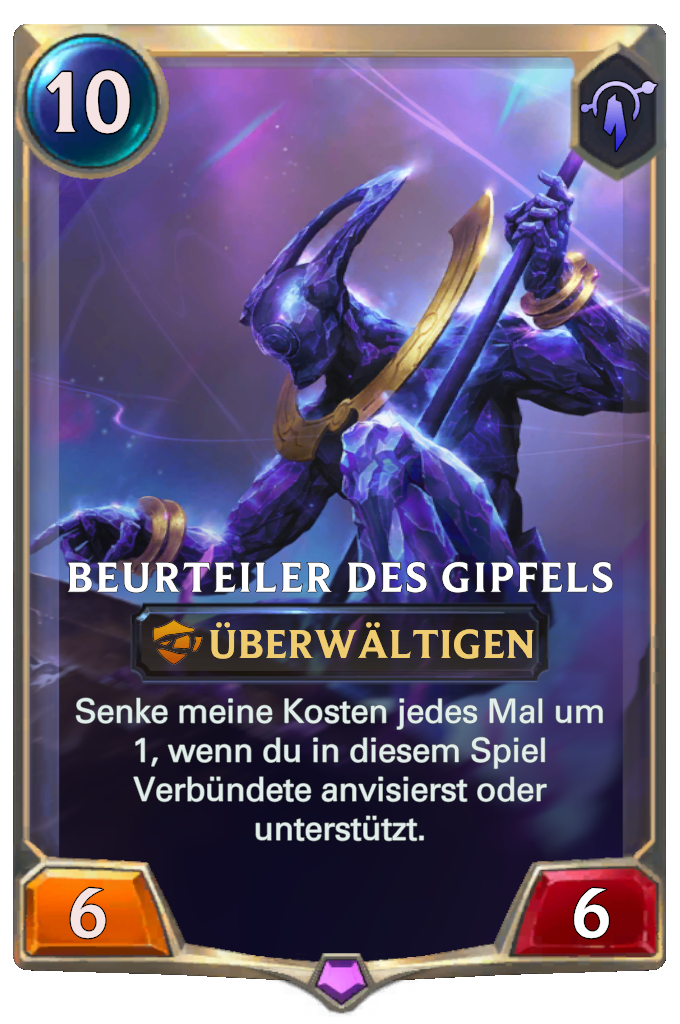 10
BEURTEILER DES GIPFELS
ÜBERWÄLTIGEN
Senke meine Kosten jedes Mal um
1, wenn du in diesem Spiel
Verbündete anvisierst oder
unterstützt.
6 6